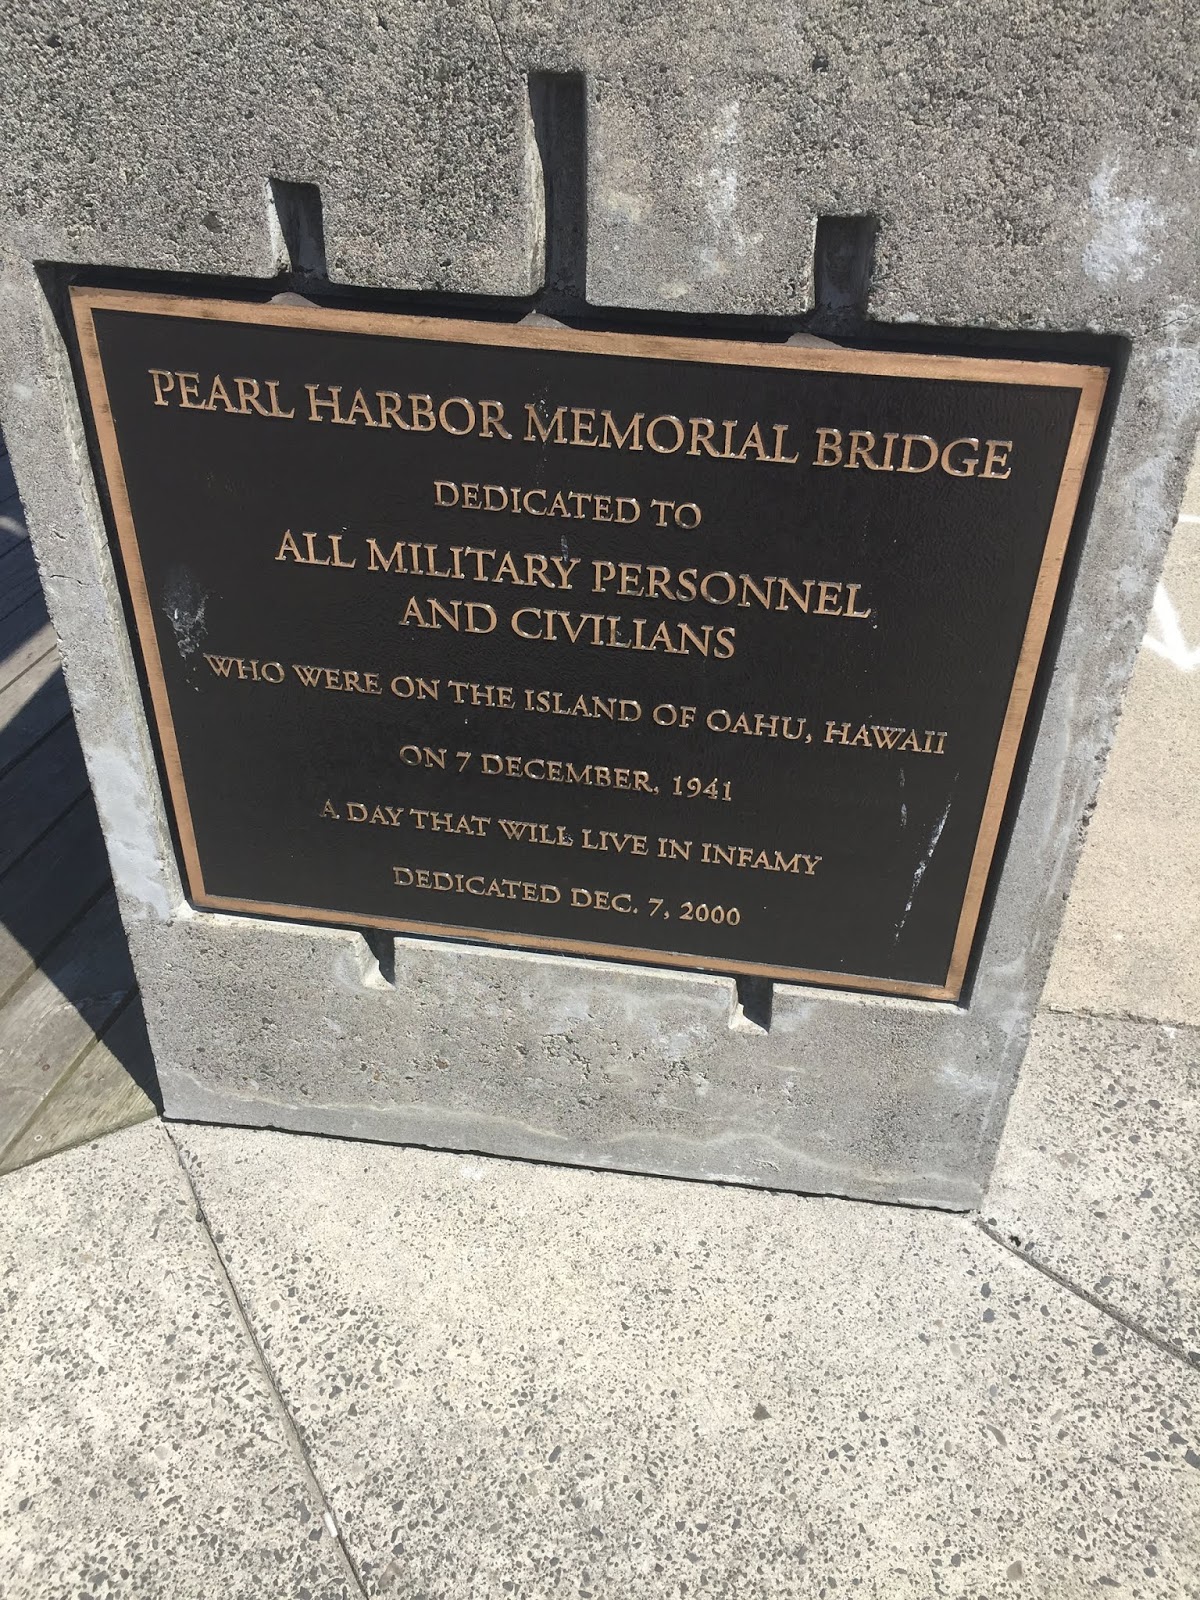 PEARL HARBOR MEMORIAL BRIDGE
DEDICATED TO
ALL MILITARY PERSONNEL
AND CIVILIANS
WHO WERE ON THE ISLAND OF OAHU, HAWAII
ON 7 DECEMBER, 1941
A DAY THAT WILL LIVE IN INFAMY
DEDICATED DEC. 7, 2000